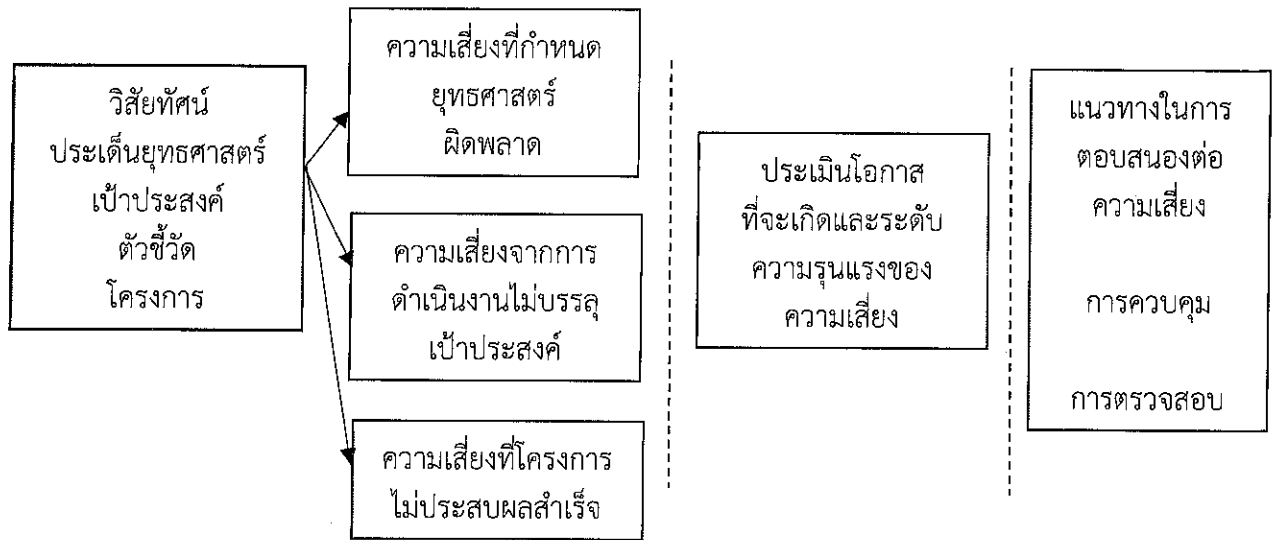 วิสัยทัศน์
ประเด็นยุทธศาสตร์
เป้าประสงค์
ตัวชี้วัด
โครงการ
ความเสี่ยงที่กำหนด
ยุทธศาสตร์
ผิดพลาด
ความเสี่ยงจากการ
ดำเนินงานไม่บรรลุ
เป้าประสงค์
ความเสี่ยงที่โครงการ
ไม่ประสบผลสำเร็จ
ประเมินโอกาส
ที่จะเกิดและระดับ
ความรุนแรงของ
ความเสี่ยง
แนวทางในการ
ตอบสนองต่อ
ความเสี่ยง
การควบคุม
การตรวจสอบ